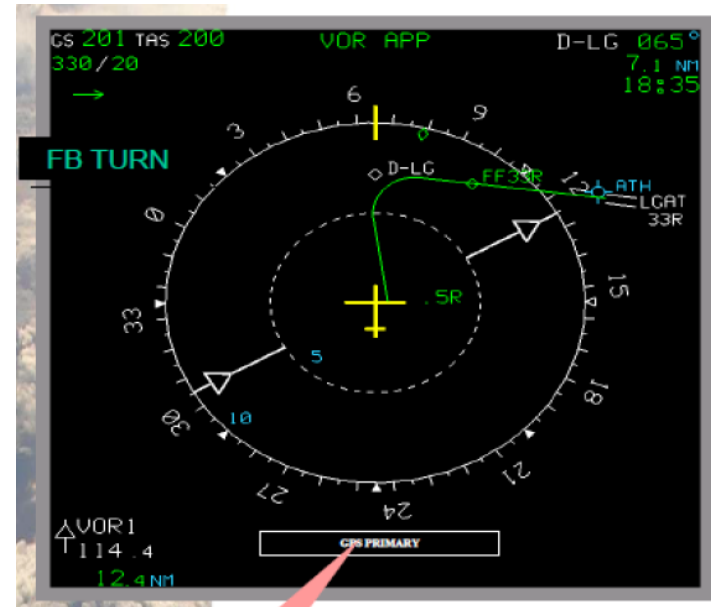 GS 201 TAS 200 VOR APP D-LG 065°
330/20 7.1 NM
18:35
6
9
3
FB TURN
D-LG
FF33R
12
ATH
LGAT
33R
0
.5R
15
33
5
18
30
10
21
27
24
VOR1
114.4
GPS PRIMARY
12.4 NM